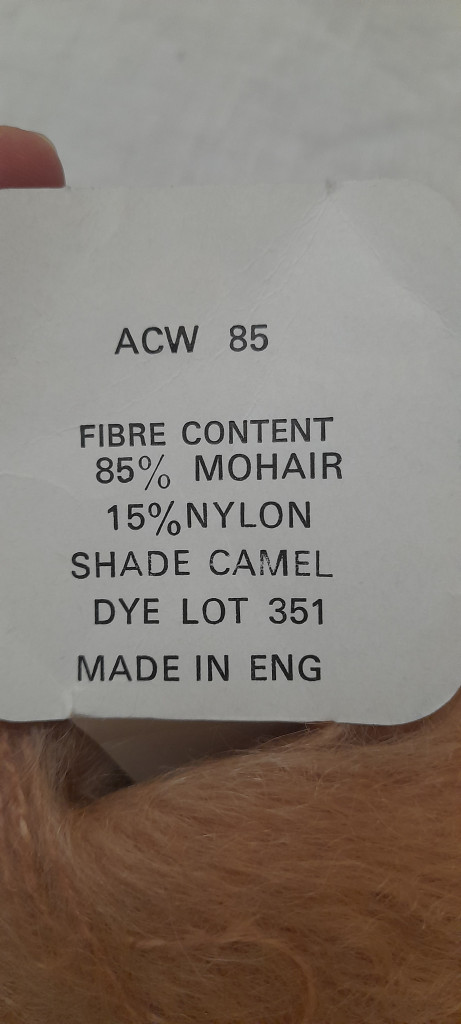 ACW 85
FIBRE CONTENT
85% MOHAIR
15% NYLON
SHADE CAMEL
DYE LOT 351
MADE IN ENG